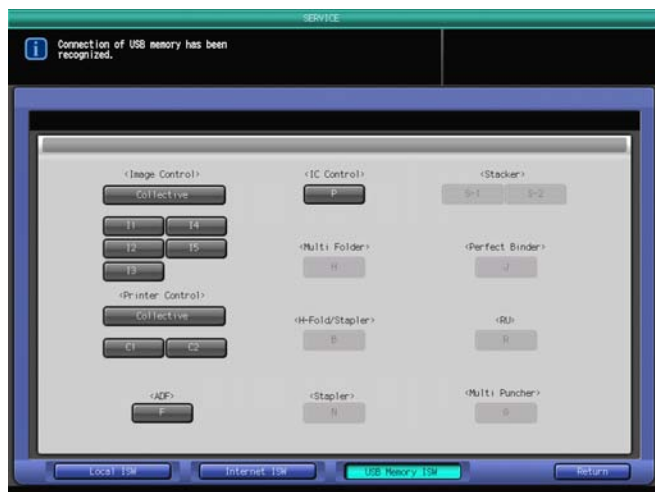 SERVICE
Connection of USB memory has been
recognized.
<Image Control>
Collective
I1 I4
I2 I5
I3
<Printer Control>
Collective
C1 C2
<ADF>
F
<IC Control>
P
<Multi Folder>
H
<H-Fold/Stapler>
B
<Stapler>
N
<Stacker>
S-1 S-2
<Perfect Binder>
J
<RU>
R
<Multi Puncher>
Local ISW Internet ISW USB Memory ISW Return